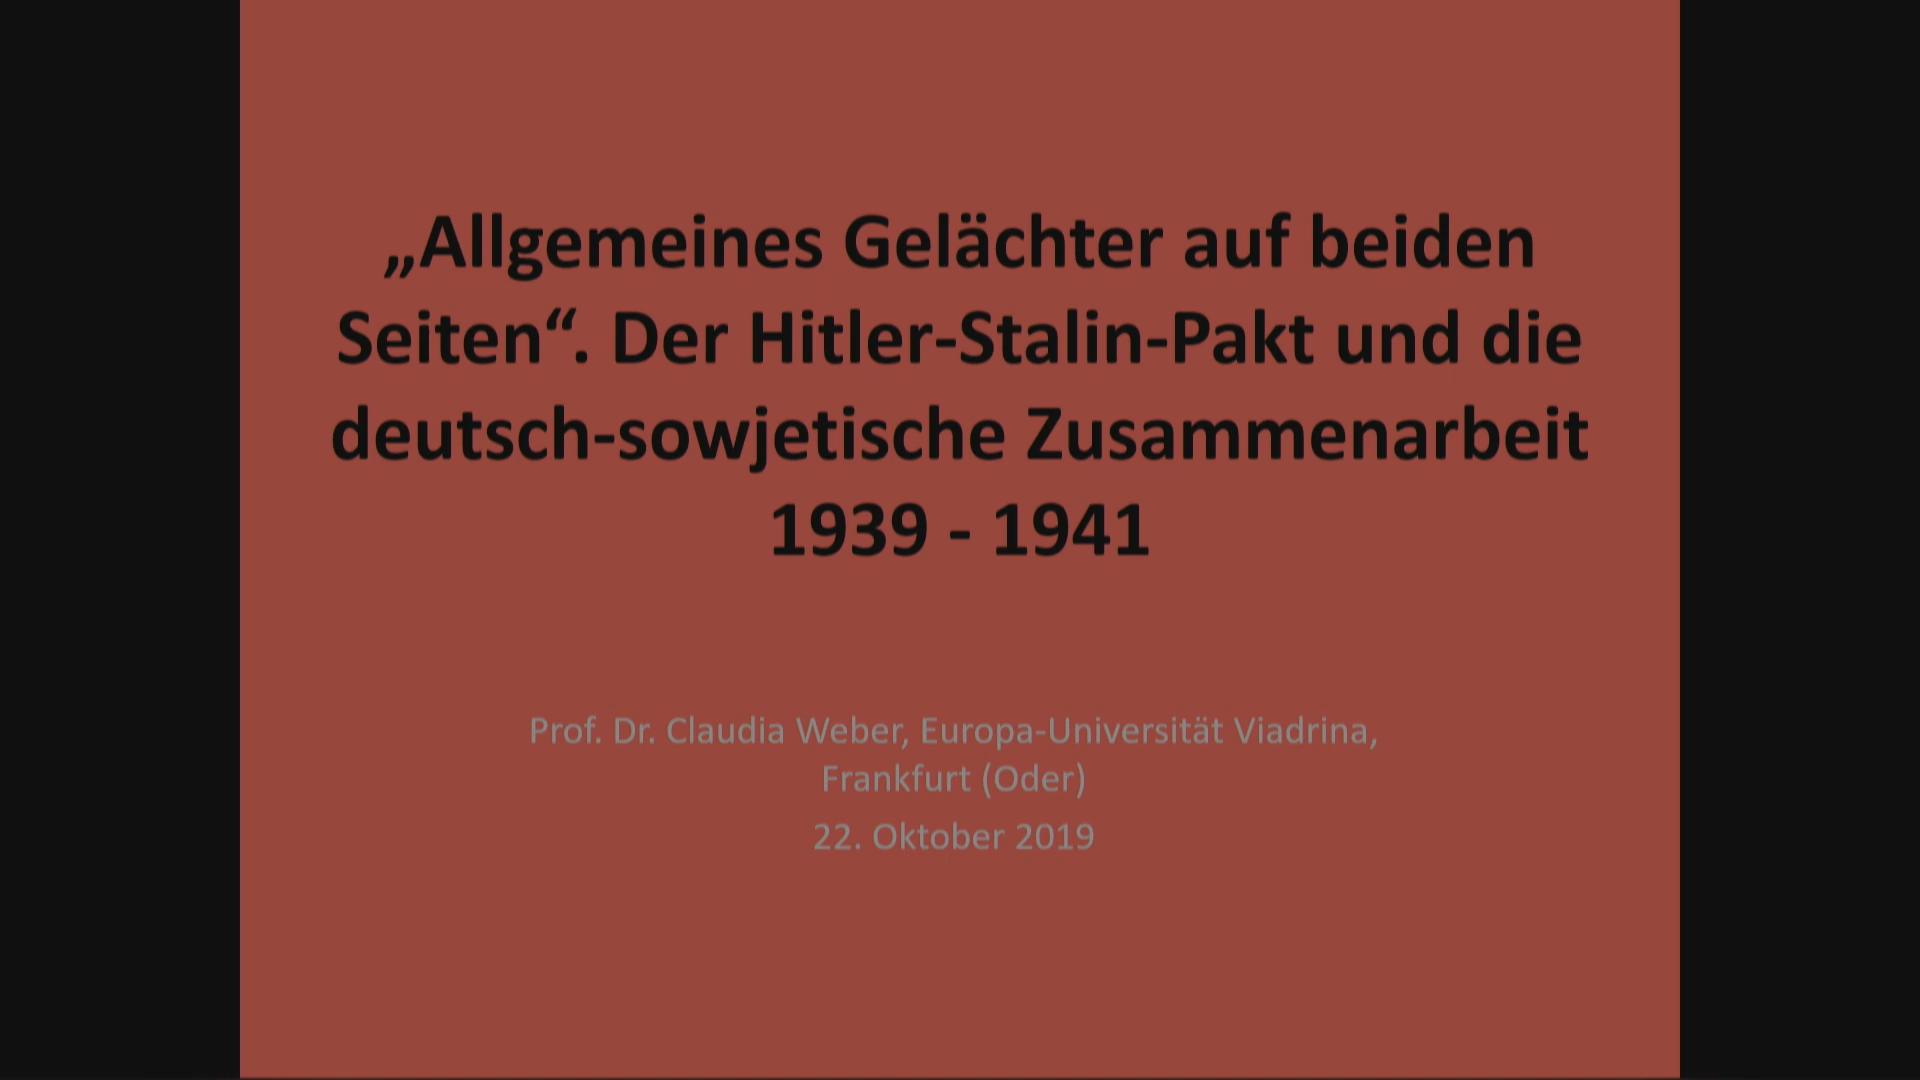 „Allgemeines Gelächter auf beiden
Seiten“. Der Hitler-Stalin-Pakt und die
deutsch-sowjetische Zusammenarbeit
1939 - 1941
Prof. Dr. Claudia Weber, Europa-Universität Viadrina,
Frankfurt (Oder)
22. Oktober 2019